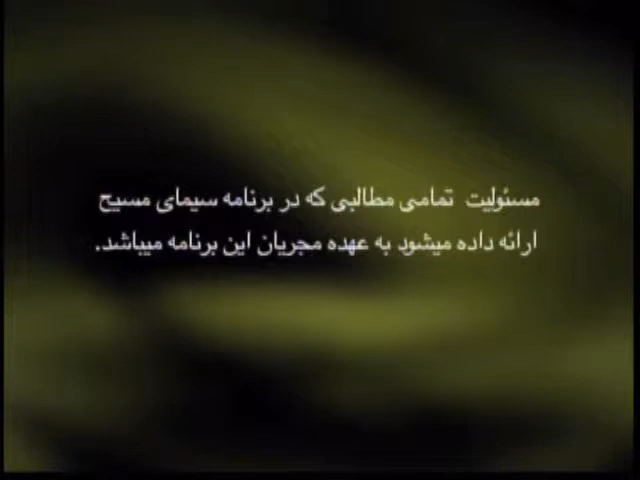 مسئولیت تمامی مطالبی که در برنامه سیمای مسیح
ارائه داده میشود به عهده مجریان این برنامه میباشد.